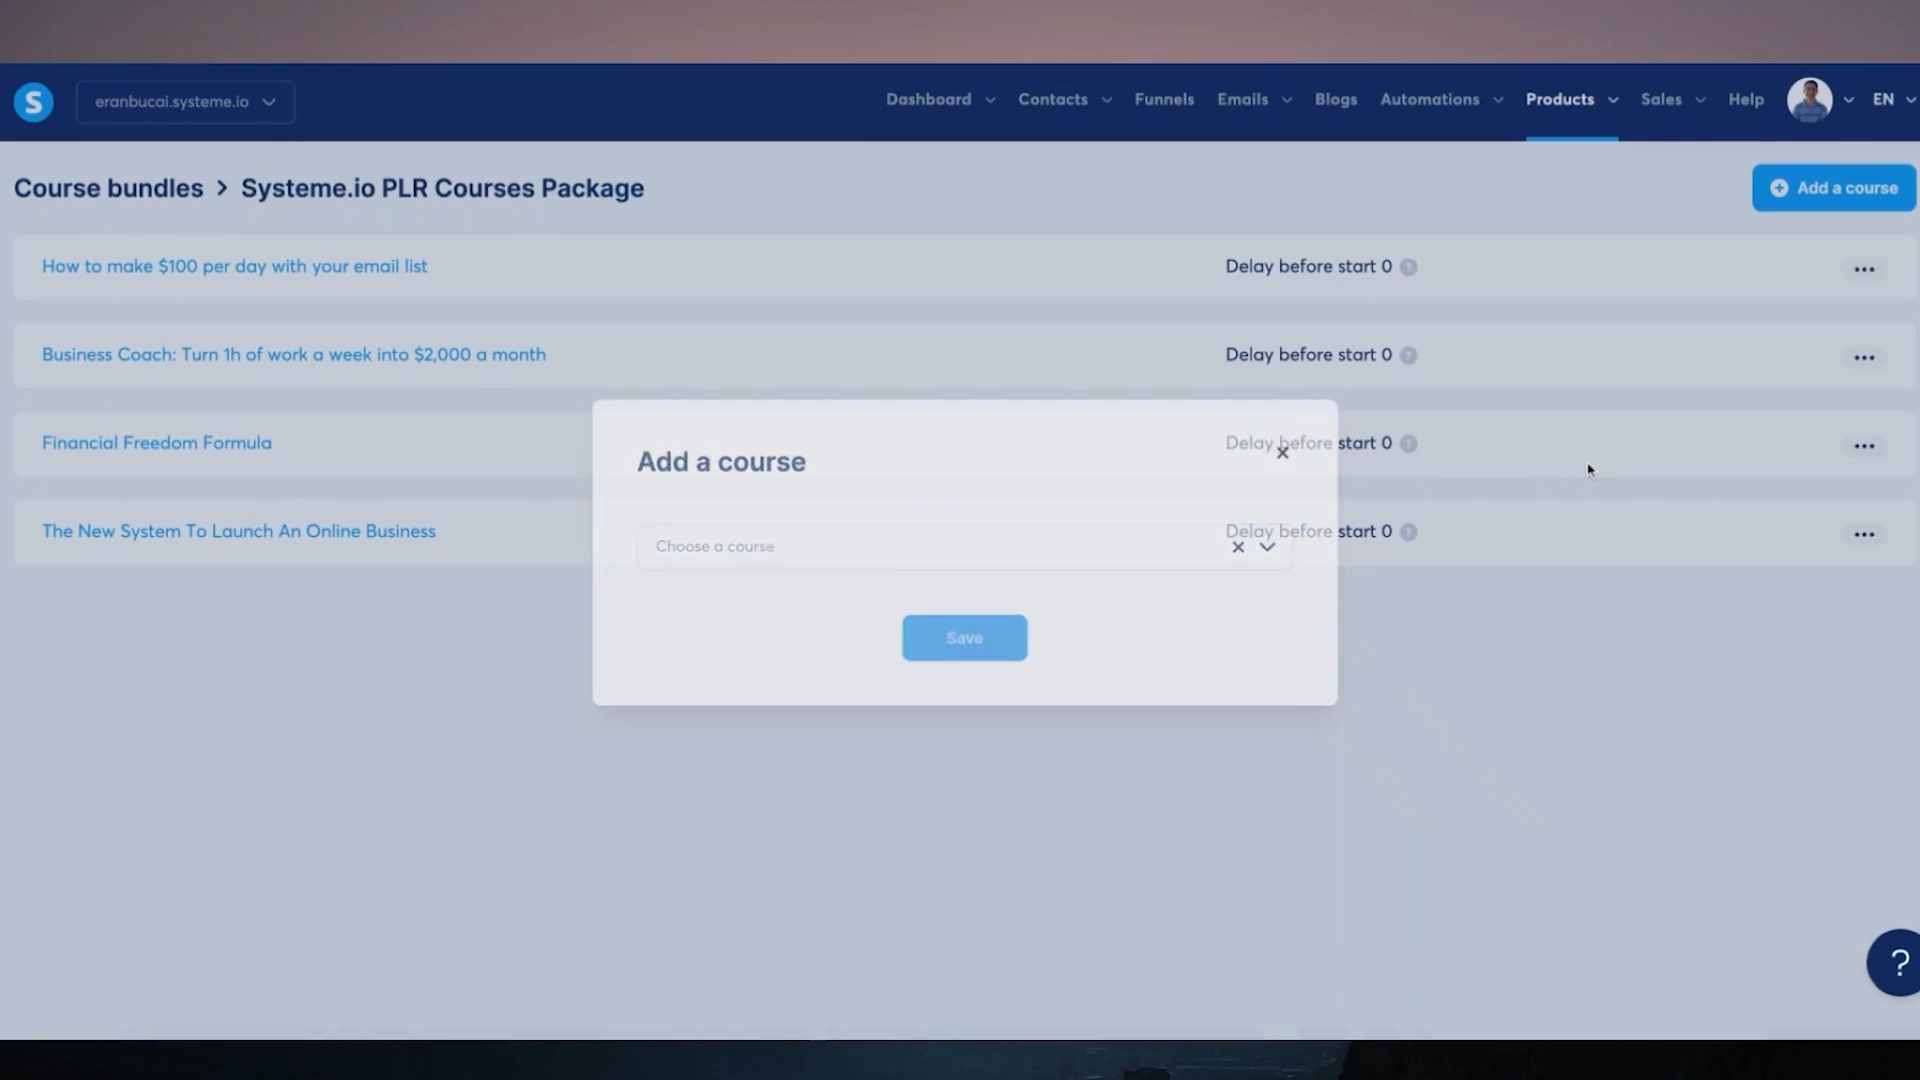 S
eranbucai.systeme.io
Dashboard Contacts Funnels Emails Blogs Automations Products Sales Help EN
Course bundles > Systeme.io PLR Courses Package
Add a course
How to make $100 per day with your email list
Delay before start 0 ?
Business Coach: Turn 1h of work a week into $2,000 a month
Delay before start 0 ?
Financial Freedom Formula
Delay before start 0 ?
The New System To Launch An Online Business
Delay before start 0 ?
Add a course
Choose a course
Save
?